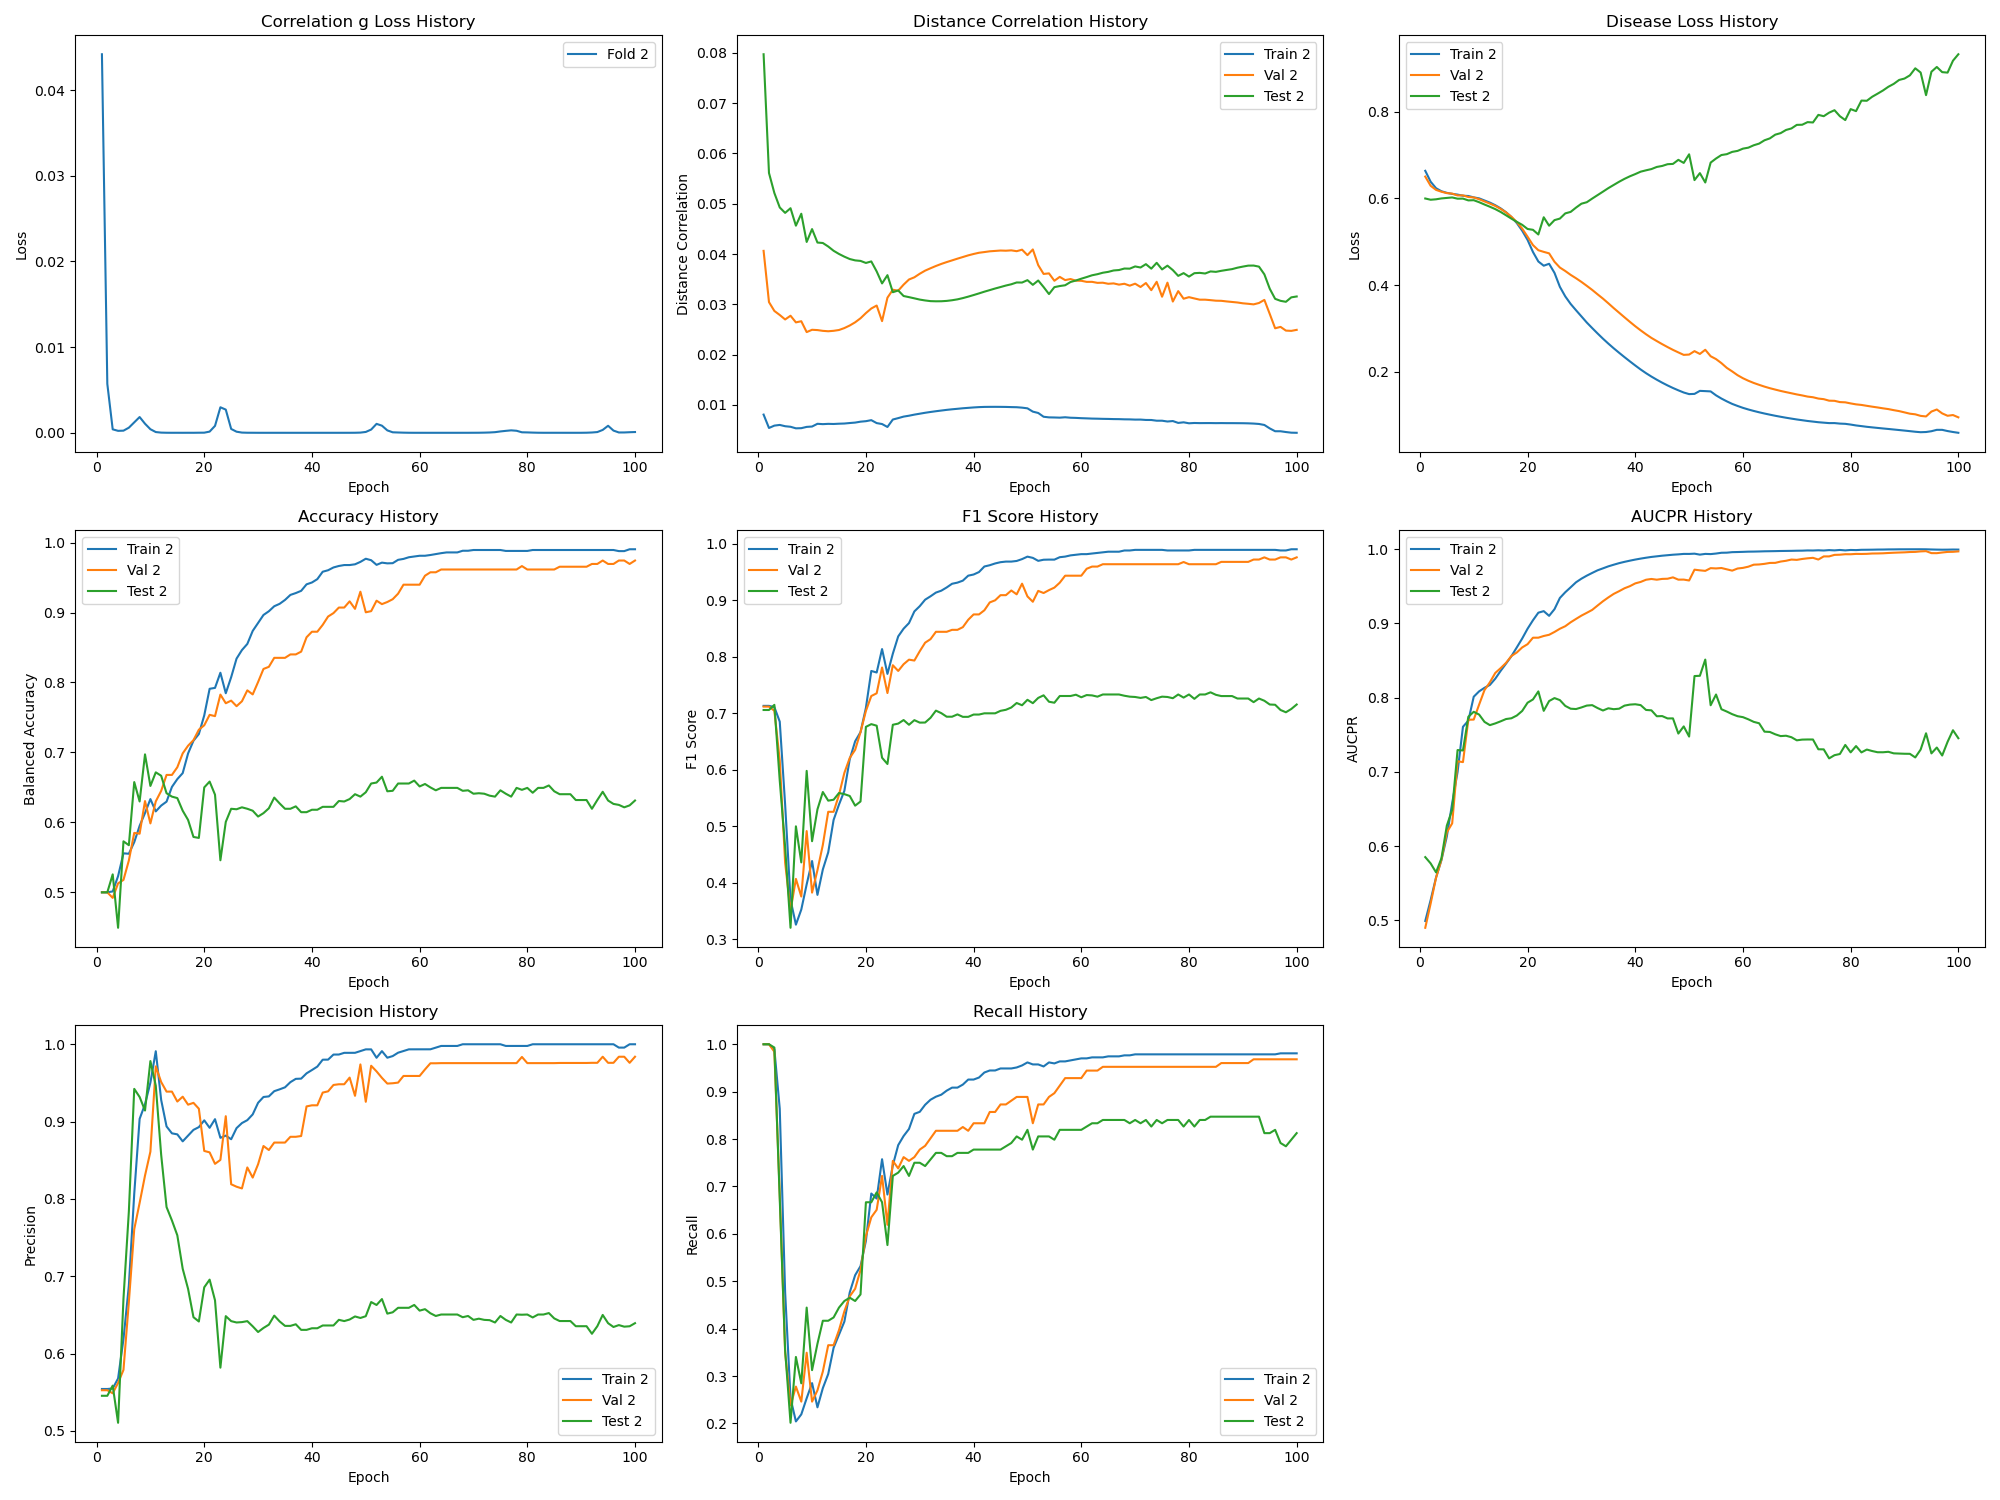 Correlation g Loss History
Fold 2
0.04
0.03
0.02
0.01
0.00
Loss
0 20 40 60 80 100
Epoch
Distance Correlation History
Train 2
Val 2
Test 2
0.08
0.07
0.06
0.05
0.04
0.03
0.02
0.01
Distance Correlation
0 20 40 60 80 100
Epoch
Disease Loss History
Train 2
Val 2
Test 2
0.8
0.6
0.4
0.2
Loss
0 20 40 60 80 100
Epoch
Accuracy History
Train 2
Val 2
Test 2
1.0
0.9
0.8
0.7
0.6
0.5
Balanced Accuracy
0 20 40 60 80 100
Epoch
F1 Score History
Train 2
Val 2
Test 2
1.0
0.9
0.8
0.7
0.6
0.5
0.4
0.3
F1 Score
0 20 40 60 80 100
Epoch
AUCPR History
Train 2
Val 2
Test 2
1.0
0.9
0.8
0.7
0.6
0.5
AUCPR
0 20 40 60 80 100
Epoch
Precision History
1.0
0.9
0.8
0.7
0.6
0.5
Precision
Train 2
Val 2
Test 2
0 20 40 60 80 100
Epoch
Recall History
1.0
0.9
0.8
0.7
0.6
0.5
0.4
0.3
0.2
Recall
Train 2
Val 2
Test 2
0 20 40 60 80 100
Epoch